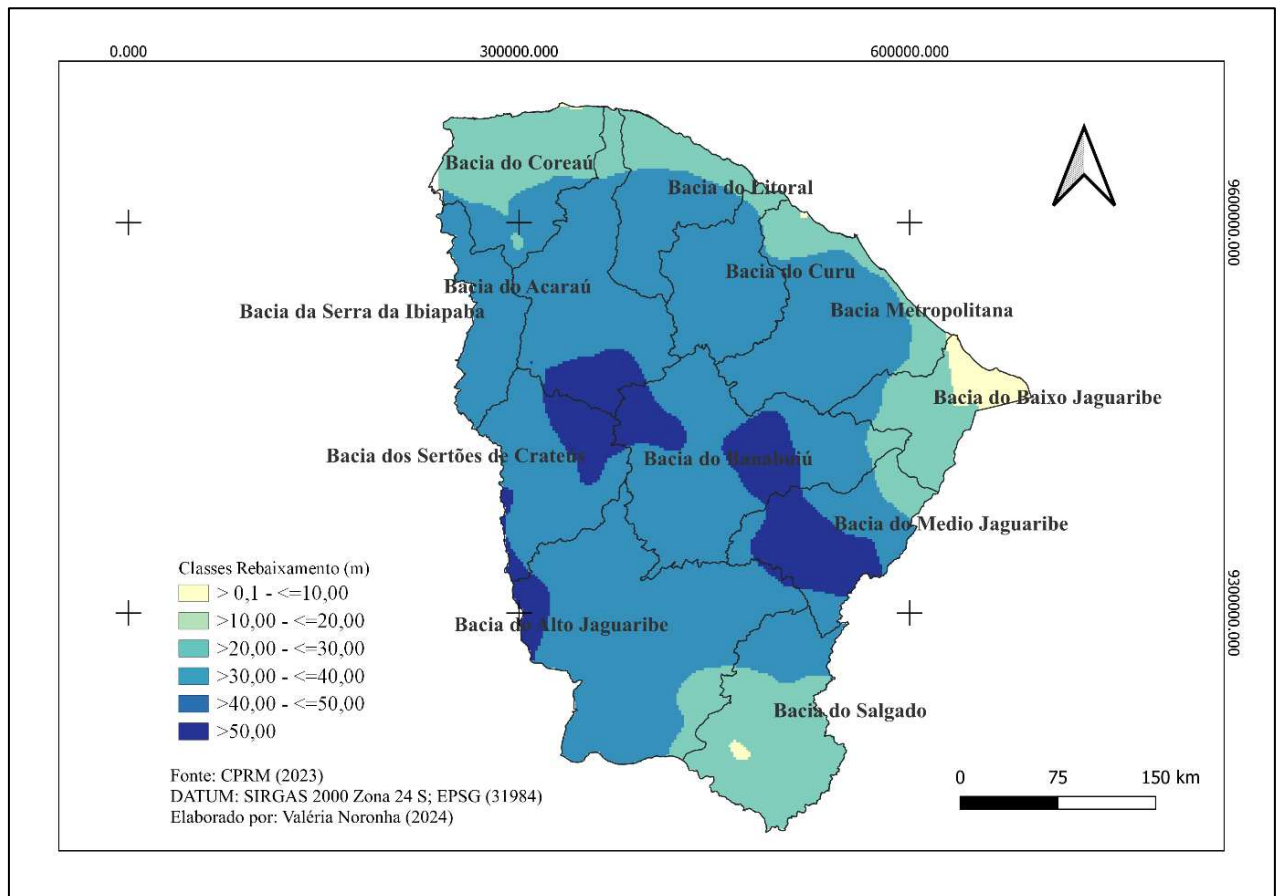 0.000
300000.000
600000.000
9600000.000
9300000.000
Bacia do Coreaú
Bacia do Litoral
Bacia do Curu
Bacia do Acaraú
Bacia da Serra da Ibiapaba
Bacia Metropolitana
Bacia do Baixo Jaguaribe
Bacia dos Sertões de Crateús
Bacia do Banabuiú
Bacia do Medio Jaguaribe
Bacia do Alto Jaguaribe
Bacia do Salgado
Classes Rebaixamento (m)
> 0,1 - <=10,00
>10,00 - <=20,00
>20,00 - <=30,00
>30,00 - <=40,00
>40,00 - <=50,00
>50,00
Fonte: CPRM (2023)
DATUM: SIRGAS 2000 Zona 24 S; EPSG (31984)
Elaborado por: Valéria Noronha (2024)
0 75 150 km